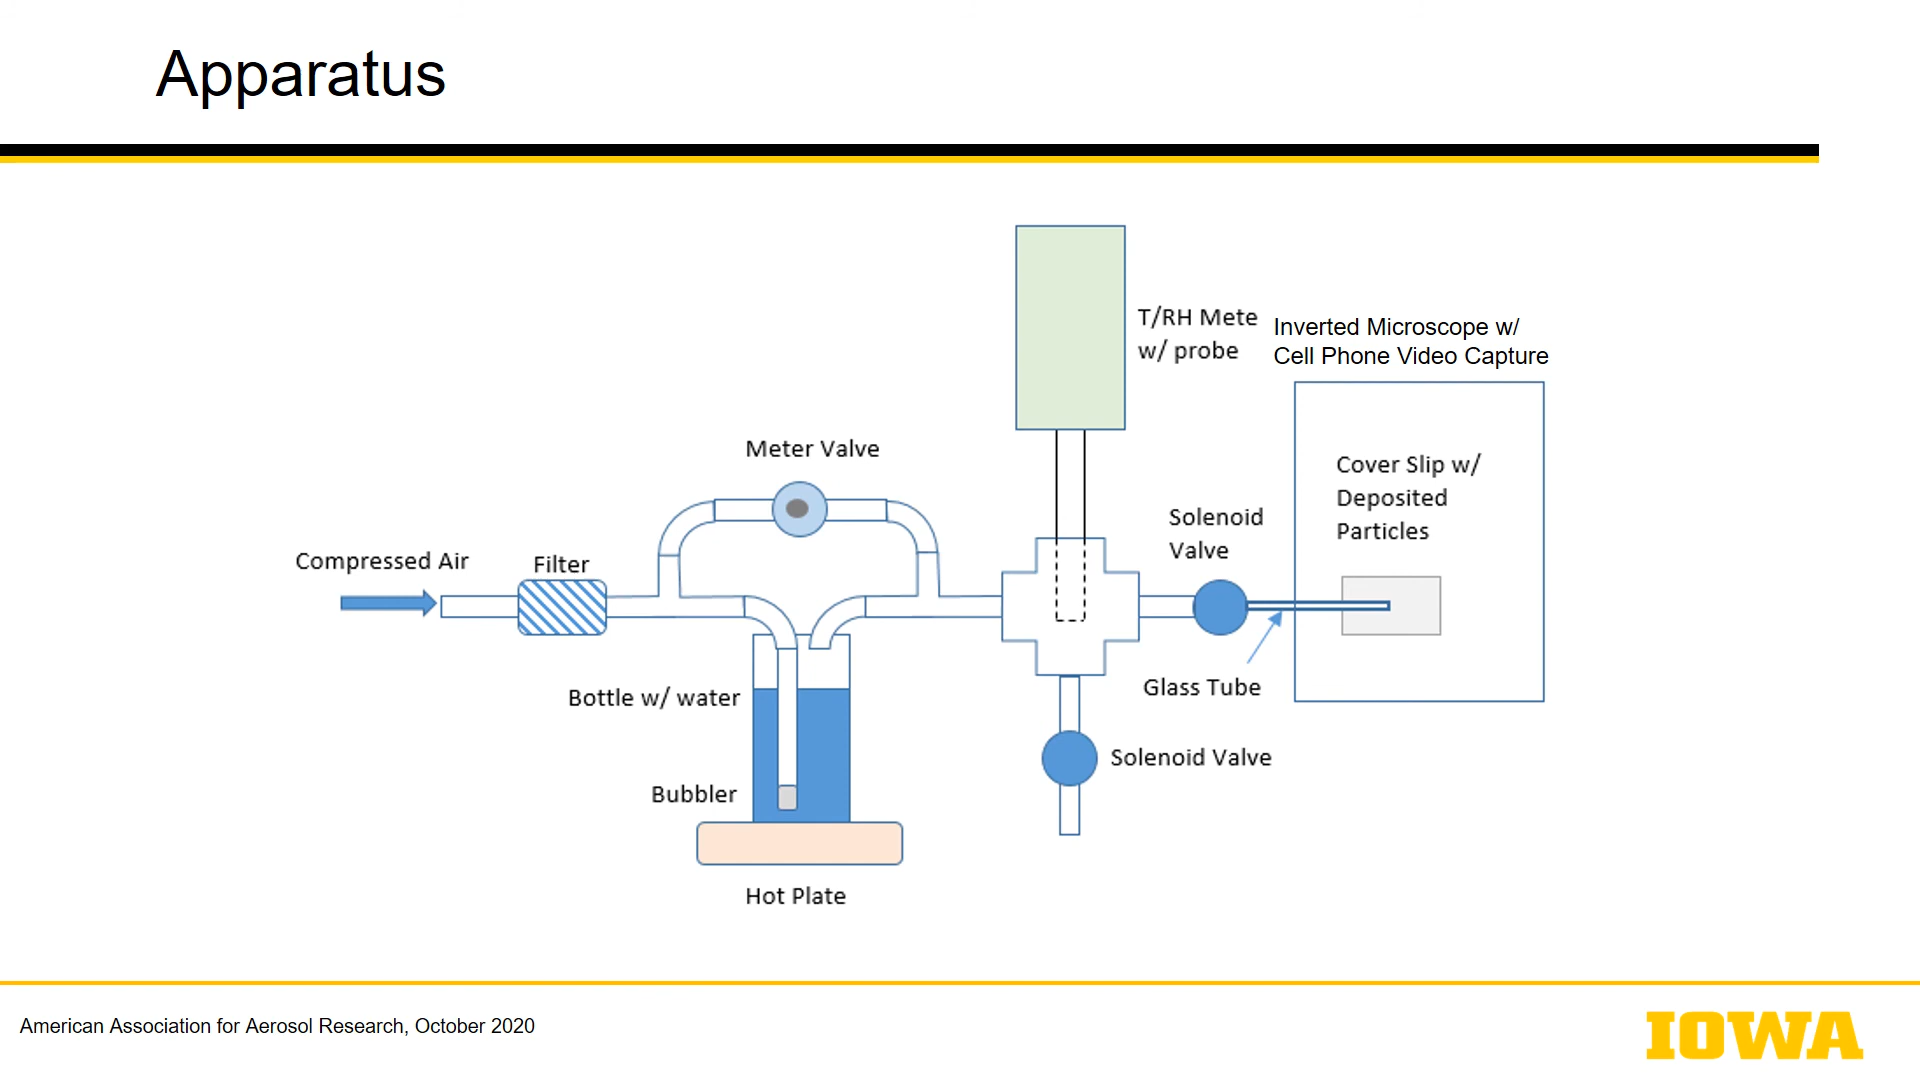 Apparatus
T/RH Mete
w/ probe
Inverted Microscope w/
Cell Phone Video Capture
Meter Valve
Cover Slip w/
Deposited
Particles
Solenoid
Valve
Compressed Air
Filter
Glass Tube
Bottle w/ water
Solenoid Valve
Bubbler
Hot Plate
American Association for Aerosol Research, October 2020
IOWA